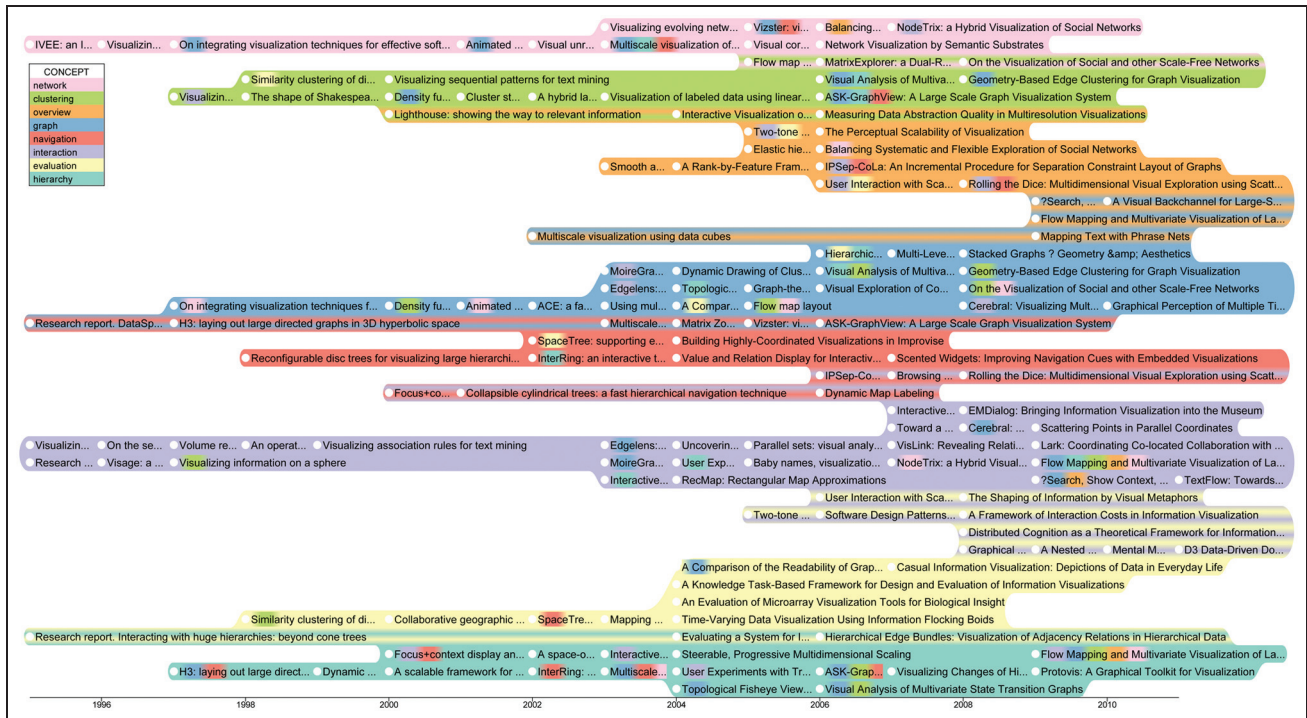 Visualizing evolving netw... Vizster: vi... Balancing... NodeTrix: a Hybrid Visualization of Social Networks
IVEE: an I... Visualizin... On integrating visualization techniques for effective soft... Animated ... Visual unr... Multiscale visualization of... Visual cor... Network Visualization by Semantic Substrates
Flow map ... MatrixExplorer: a Dual-R... On the Visualization of Social and other Scale-Free Networks
CONCEPT
network
clustering
overview
graph
navigation
interaction
evaluation
hierarchy
Similarity clustering of di... Visualizing sequential patterns for text mining Visual Analysis of Multiva... Geometry-Based Edge Clustering for Graph Visualization
Visualizin... The shape of Shakespea... Density fu... Cluster st... A hybrid la... Visualization of labeled data using linear... ASK-GraphView: A Large Scale Graph Visualization System
Lighthouse: showing the way to relevant information Interactive Visualization o... Measuring Data Abstraction Quality in Multiresolution Visualizations
Two-tone ... The Perceptual Scalability of Visualization
Elastic hie... Balancing Systematic and Flexible Exploration of Social Networks
Smooth a... A Rank-by-Feature Fram... IPSep-CoLa: An Incremental Procedure for Separation Constraint Layout of Graphs
User Interaction with Sca... Rolling the Dice: Multidimensional Visual Exploration using Scatt...
?Search, ... A Visual Backchannel for Large-S...
Flow Mapping and Multivariate Visualization of La...
Multiscale visualization using data cubes Mapping Text with Phrase Nets
Hierarchic... Multi-Leve... Stacked Graphs ? Geometry &amp; Aesthetics
MoireGra... Dynamic Drawing of Clus... Visual Analysis of Multiva... Geometry-Based Edge Clustering for Graph Visualization
Edgelens:... Topologic... Graph-the... Visual Exploration of Co... On the Visualization of Social and other Scale-Free Networks
On integrating visualization techniques f... Density fu... Animated ... ACE: a fa... Using mul... A Compar... Flow map layout Cerebral: Visualizing Mult... Graphical Perception of Multiple Ti...
Research report. DataSp... H3: laying out large directed graphs in 3D hyperbolic space Multiscale... Matrix Zo... Vizster: vi... ASK-GraphView: A Large Scale Graph Visualization System
SpaceTree: supporting e... Building Highly-Coordinated Visualizations in Improvise
Reconfigurable disc trees for visualizing large hierarchi... InterRing: an interactive t... Value and Relation Display for Interactiv... Scented Widgets: Improving Navigation Cues with Embedded Visualizations
IPSep-Co... Browsing ... Rolling the Dice: Multidimensional Visual Exploration using Scatt...
Focus+co... Collapsible cylindrical trees: a fast hierarchical navigation technique Dynamic Map Labeling
Interactive... EMDialog: Bringing Information Visualization into the Museum
Toward a ... Cerebral: ... Scattering Points in Parallel Coordinates
Visualizin... On the se... Volume re... An operat... Visualizing association rules for text mining Edgelens:... Uncoverin... Parallel sets: visual analy... VisLink: Revealing Relati... Lark: Coordinating Co-located Collaboration with ...
Research ... Visage: a ... Visualizing information on a sphere MoireGra... User Exp... Baby names, visualizatio... NodeTrix: a Hybrid Visual... Flow Mapping and Multivariate Visualization of La...
Interactive... RecMap: Rectangular Map Approximations ?Search, Show Context, ... TextFlow: Towards...
User Interaction with Sca... The Shaping of Information by Visual Metaphors
Two-tone ... Software Design Patterns... A Framework of Interaction Costs in Information Visualization
Distributed Cognition as a Theoretical Framework for Information...
Graphical ... A Nested ... Mental M... D3 Data-Driven Do...
A Comparison of the Readability of Grap... Casual Information Visualization: Depictions of Data in Everyday Life
A Knowledge Task-Based Framework for Design and Evaluation of Information Visualizations
An Evaluation of Microarray Visualization Tools for Biological Insight
Similarity clustering of di... Collaborative geographic ... SpaceTre... Mapping ... Time-Varying Data Visualization Using Information Flocking Boids
Research report. Interacting with huge hierarchies: beyond cone trees Evaluating a System for I... Hierarchical Edge Bundles: Visualization of Adjacency Relations in Hierarchical Data
Focus+context display an... A space-o... Interactive... Steerable, Progressive Multidimensional Scaling Flow Mapping and Multivariate Visualization of La...
H3: laying out large direct... Dynamic ... A scalable framework for ... InterRing: ... Multiscale... User Experiments with Tr... ASK-Grap... Visualizing Changes of Hi... Protovis: A Graphical Toolkit for Visualization
Topological Fisheye View... Visual Analysis of Multivariate State Transition Graphs
1996 1998 2000 2002 2004 2006 2008 2010